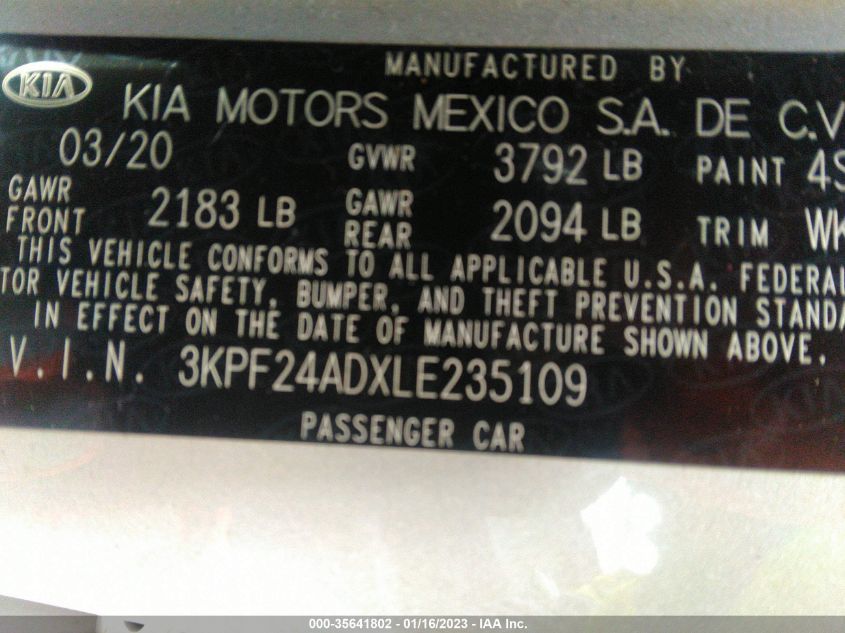 MANUFACTURED BY
KIA
KIA MOTORS MEXICO S.A. DE C.V
03/20 GVWR 3792 LB PAINT 4S
GAWR FRONT 2183 LB GAWR REAR 2094 LB TRIM WK
THIS VEHICLE CONFORMS TO ALL APPLICABLE U.S.A. FEDERAL
TOR VEHICLE SAFETY, BUMPER, AND THEFT PREVENTION STANDA
IN EFFECT ON THE DATE OF MANUFACTURE SHOWN ABOVE.
V.I.N. 3KPF24ADXLE235109
PASSENGER CAR
000-35641802 - 01/16/2023 - IAA Inc.